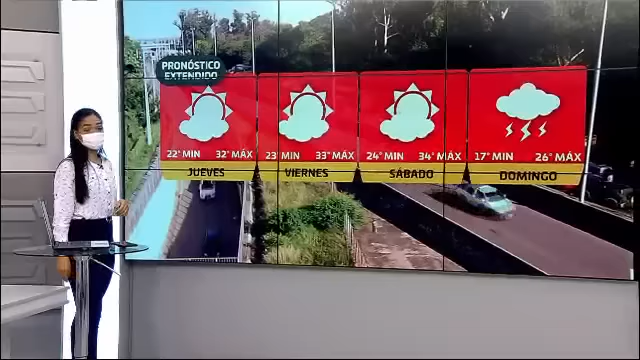 PRONÓSTICO
EXTENDIDO
22° MIN 32° MÁX
23° MIN 33° MÁX
24° MIN 34° MÁX
17° MIN 26° MÁX
JUEVES
VIERNES
SÁBADO
DOMINGO